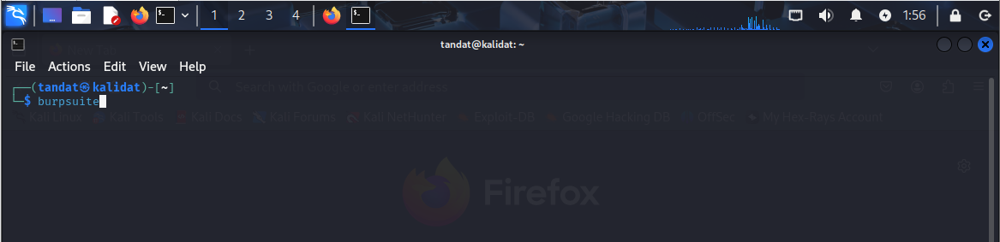 1 2 3 4 1:56
tandat@kalidat: ~
New Tab
File Actions Edit View Help
┌──(tandat㉿kalidat)-[~]
└─$ burpsuite
Search with Google or enter address
Kali Linux Kali Tools Kali Docs Kali Forums Kali NetHunter Exploit-DB Google Hacking DB OffSec My Hex-Rays Account
Firefox